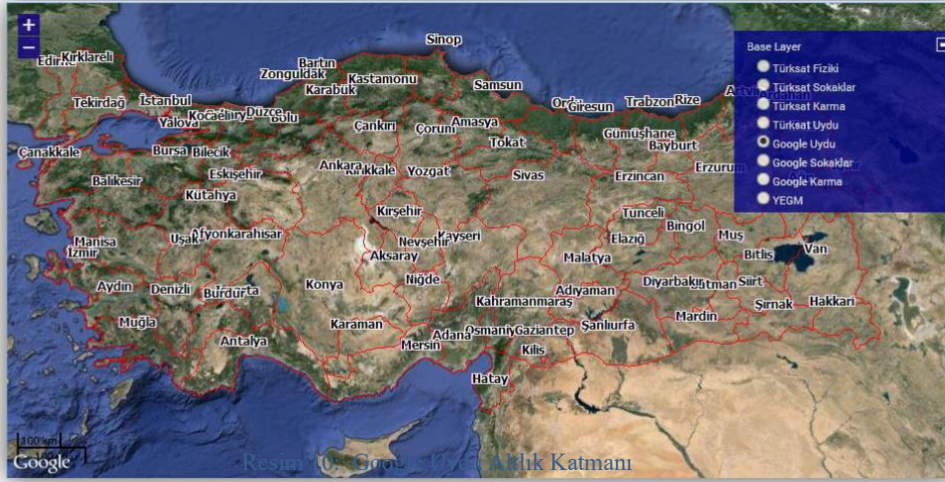 +
−
Base Layer
Türksat Fiziki
Türksat Sokaklar
Türksat Karma
Türksat Uydu
Google Uydu
Google Sokaklar
Google Karma
YEGM
Sinop
Kırklareli
Bartın
Zonguldak
Kastamonu
Karabük
Samsun
Tekirdağ
İstanbul
Düzce
Giresun
Trabzon
Rize
Yalova
Bolu
Çankırı
Çorum
Amasya
Tokat
Gümüşhane
Bayburt
Çanakkale
Bursa
Bilecik
Ankara
Kırıkkale
Yozgat
Sivas
Erzincan
Erzurum
Balıkesir
Eskişehir
Kütahya
Kırşehir
Tunceli
Bingöl
Muş
Manisa
Uşak
Afyonkarahisar
Nevşehir
Kayseri
Elazığ
Bitlis
Van
İzmir
Aksaray
Malatya
Aydın
Denizli
Burdur
Konya
Niğde
Adıyaman
Diyarbakır
Siirt
Kahramanmaraş
Mardin
Şırnak
Hakkari
Muğla
Antalya
Karaman
Mersin
Adana
Gaziantep
Şanlıurfa
Kilis
Hatay
100 km
Google
Altlık Katmanı